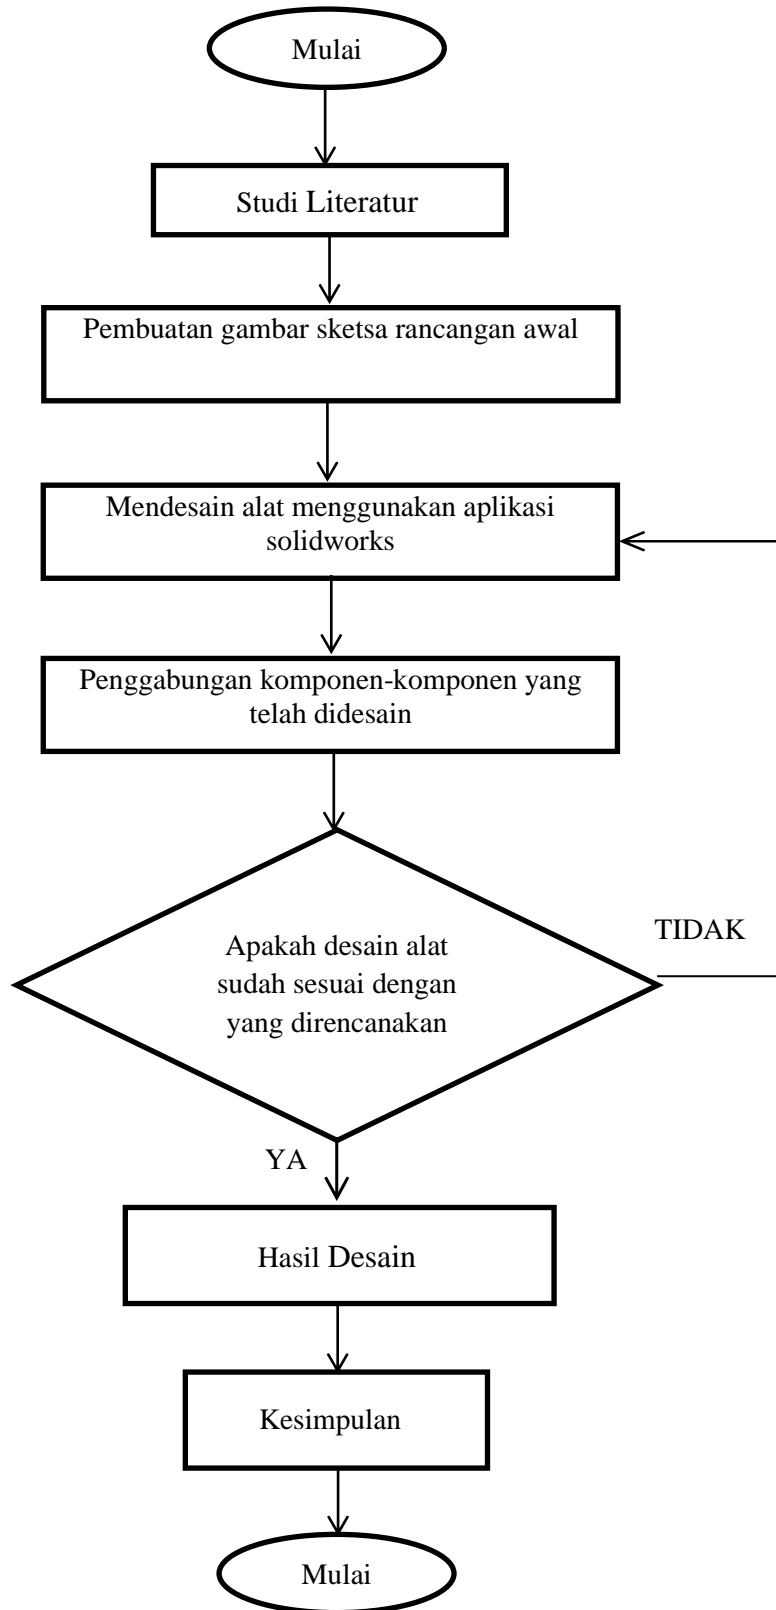 Mulai
Studi Literatur
Pembuatan gambar sketsa rancangan awal
Mendesain alat menggunakan aplikasi
solidworks
Penggabungan komponen-komponen yang
telah didesain
Apakah desain alat
sudah sesuai dengan
yang direncanakan
TIDAK
YA
Hasil Desain
Kesimpulan
Mulai